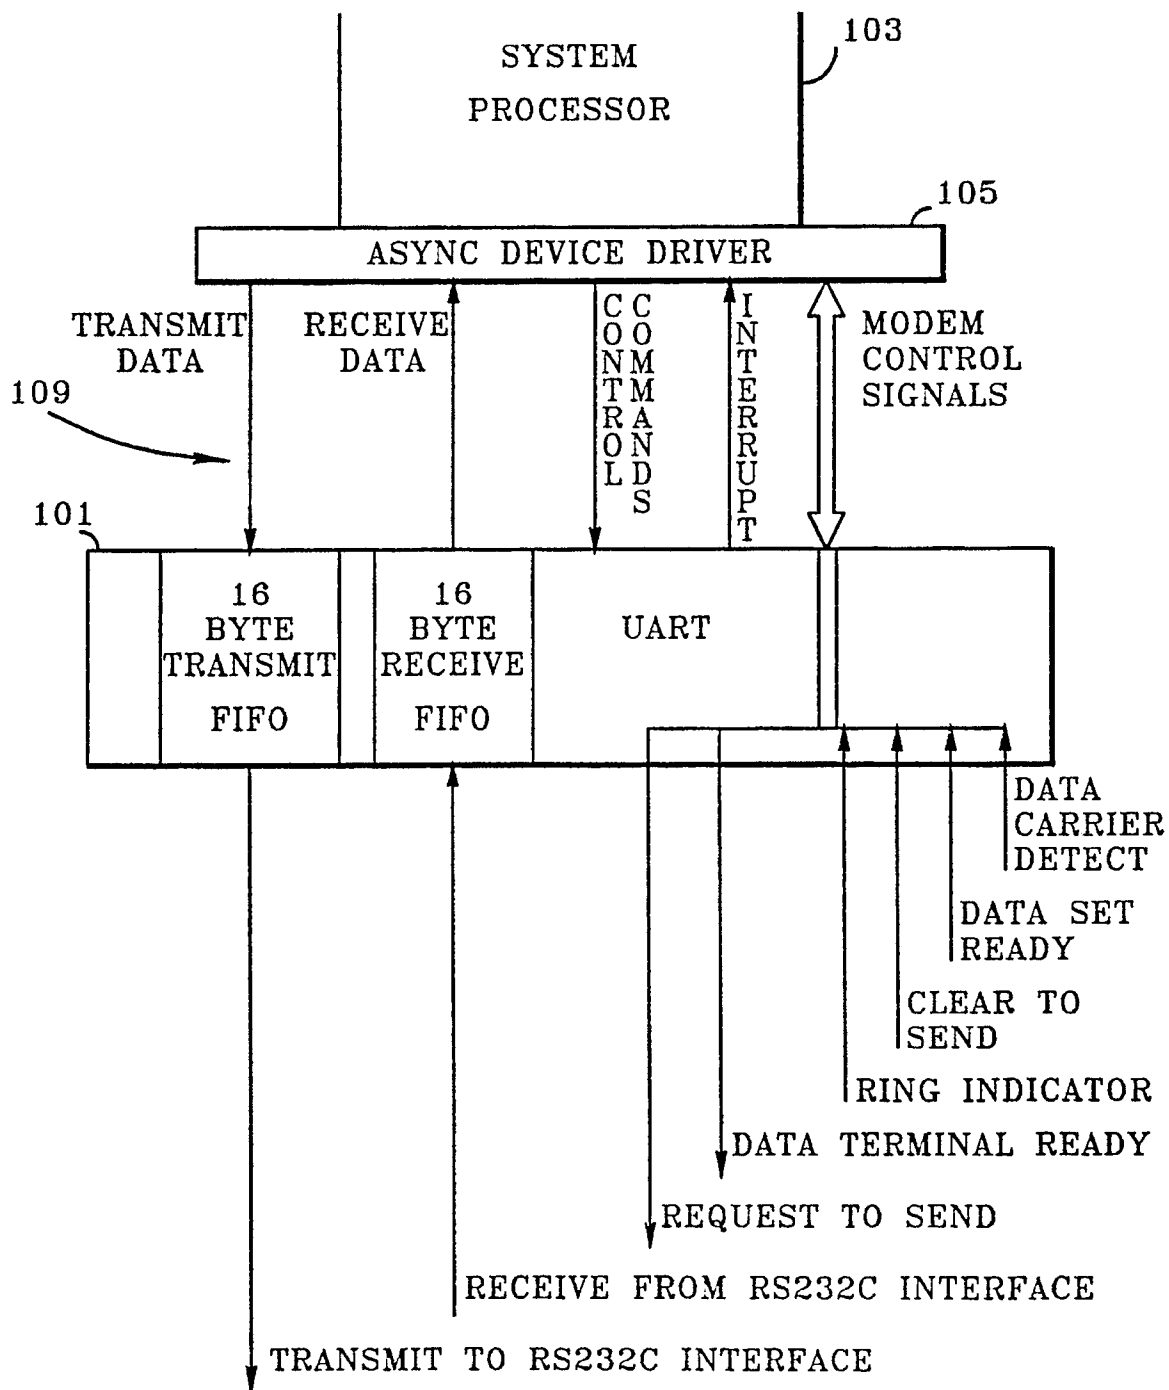 103
SYSTEM
PROCESSOR
105
ASYNC DEVICE DRIVER
TRANSMIT
DATA
RECEIVE
DATA
CONTROL
COMMANDS
INTERRUPT
MODEM
CONTROL
SIGNALS
109
101
16
BYTE
TRANSMIT
FIFO
16
BYTE
RECEIVE
FIFO
UART
DATA
CARRIER
DETECT
DATA SET
READY
CLEAR TO
SEND
RING INDICATOR
DATA TERMINAL READY
REQUEST TO SEND
RECEIVE FROM RS232C INTERFACE
TRANSMIT TO RS232C INTERFACE